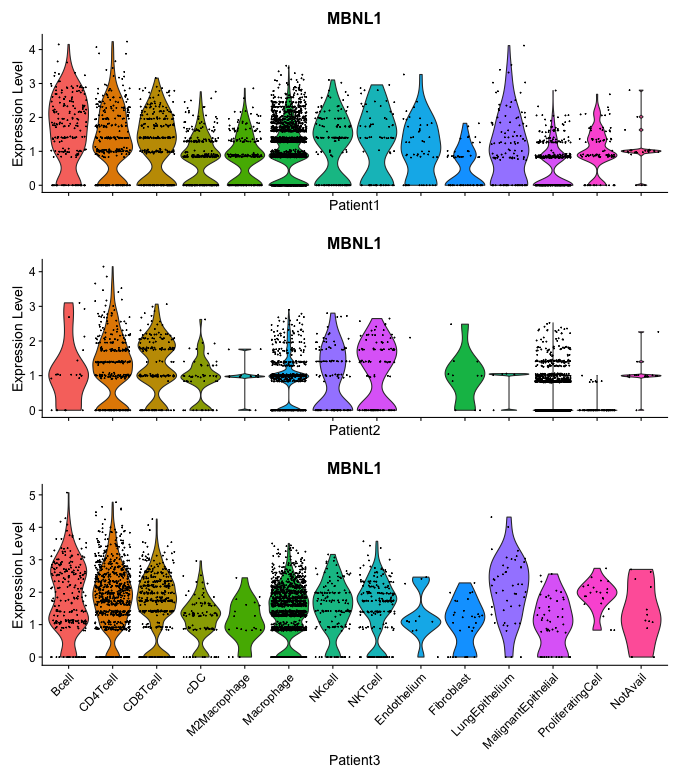 MBNL1
Expression Level
4
3
2
1
0
Patient1
MBNL1
Expression Level
4
3
2
1
0
Patient2
MBNL1
Expression Level
5
4
3
2
1
0
Bcell
CD4Tcell
CD8Tcell
cDC
M2Macrophage
Macrophage
NKcell
NKTcell
Endothelium
Fibroblast
LungEpithelium
MalignantEpithelial
ProliferatingCell
NotAvail
Patient3